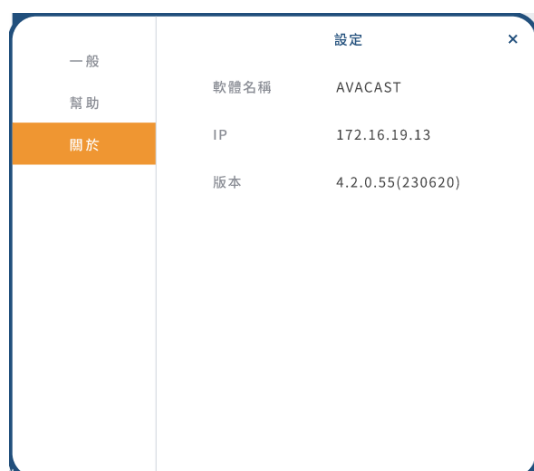 設定 ×
一般
幫助
關於
軟體名稱 AVACAST
IP 172.16.19.13
版本 4.2.0.55(230620)